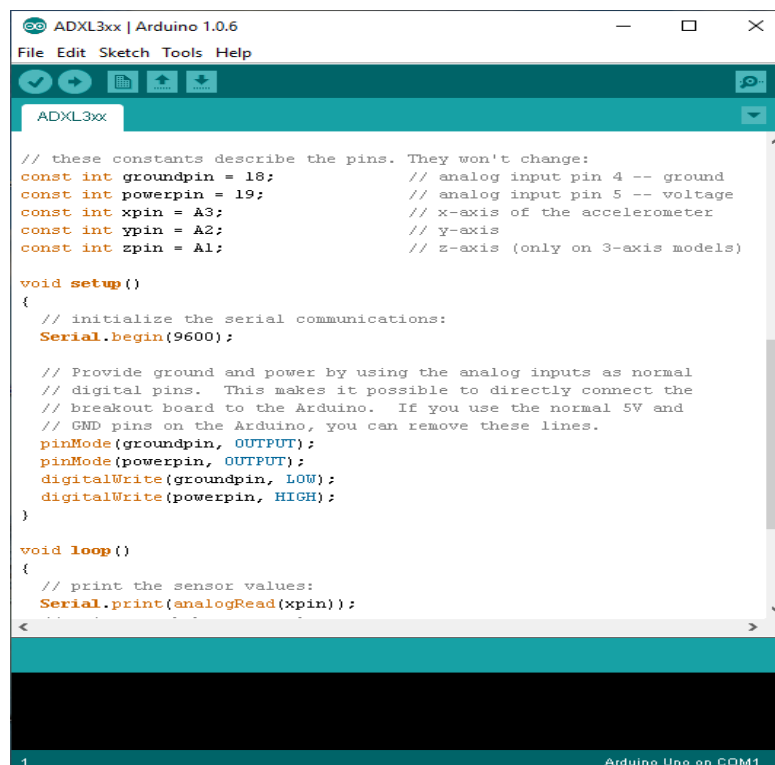 ADXL3xx | Arduino 1.0.6
File Edit Sketch Tools Help
ADXL3xx
// these constants describe the pins. They won't change:
const int groundpin = 18;             // analog input pin 4 -- ground
const int powerpin = 19;              // analog input pin 5 -- voltage
const int xpin = A3;                  // x-axis of the accelerometer
const int ypin = A2;                  // y-axis
const int zpin = A1;                  // z-axis (only on 3-axis models)
void setup()
{
  // initialize the serial communications:
  Serial.begin(9600);
  // Provide ground and power by using the analog inputs as normal
  // digital pins.  This makes it possible to directly connect the
  // breakout board to the Arduino.  If you use the normal 5V and
  // GND pins on the Arduino, you can remove these lines.
  pinMode(groundpin, OUTPUT);
  pinMode(powerpin, OUTPUT);
  digitalWrite(groundpin, LOW);
  digitalWrite(powerpin, HIGH);
}
void loop()
{
  // print the sensor values:
  Serial.print(analogRead(xpin));
1
Arduino Uno on COM1